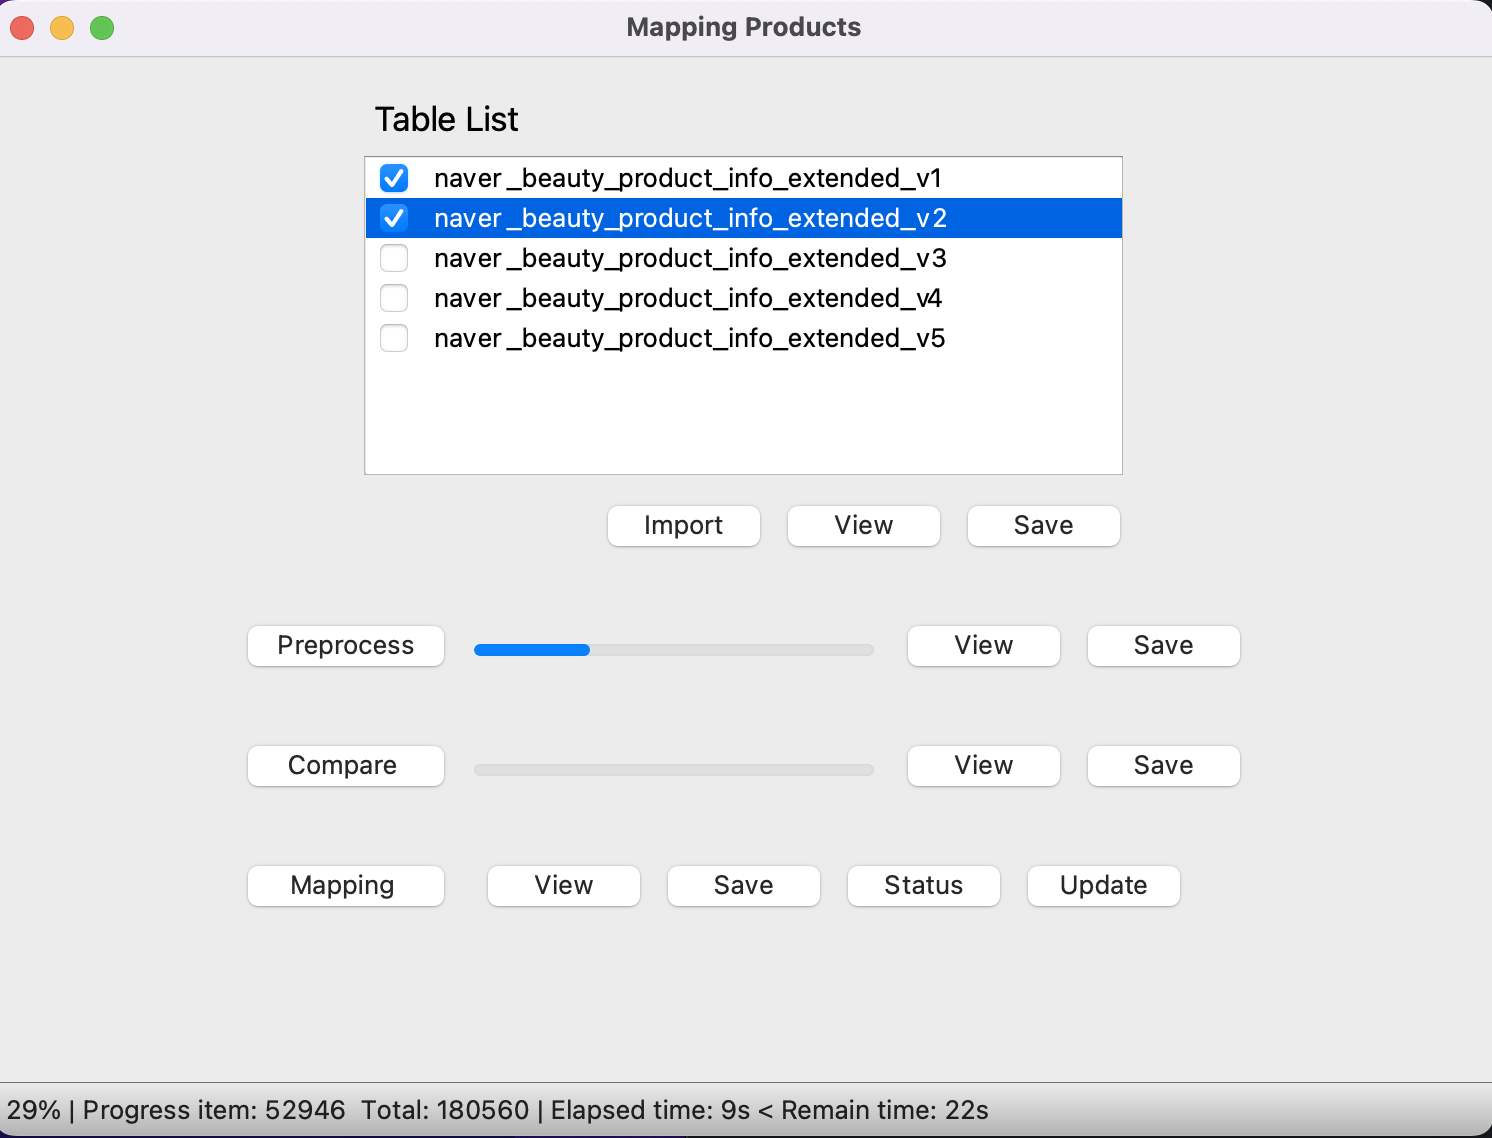 Mapping Products
Table List
naver_beauty_product_info_extended_v1
naver_beauty_product_info_extended_v2
naver_beauty_product_info_extended_v3
naver_beauty_product_info_extended_v4
naver_beauty_product_info_extended_v5
Import View Save
Preprocess View Save
Compare View Save
Mapping View Save Status Update
29% | Progress item: 52946 Total: 180560 | Elapsed time: 9s < Remain time: 22s